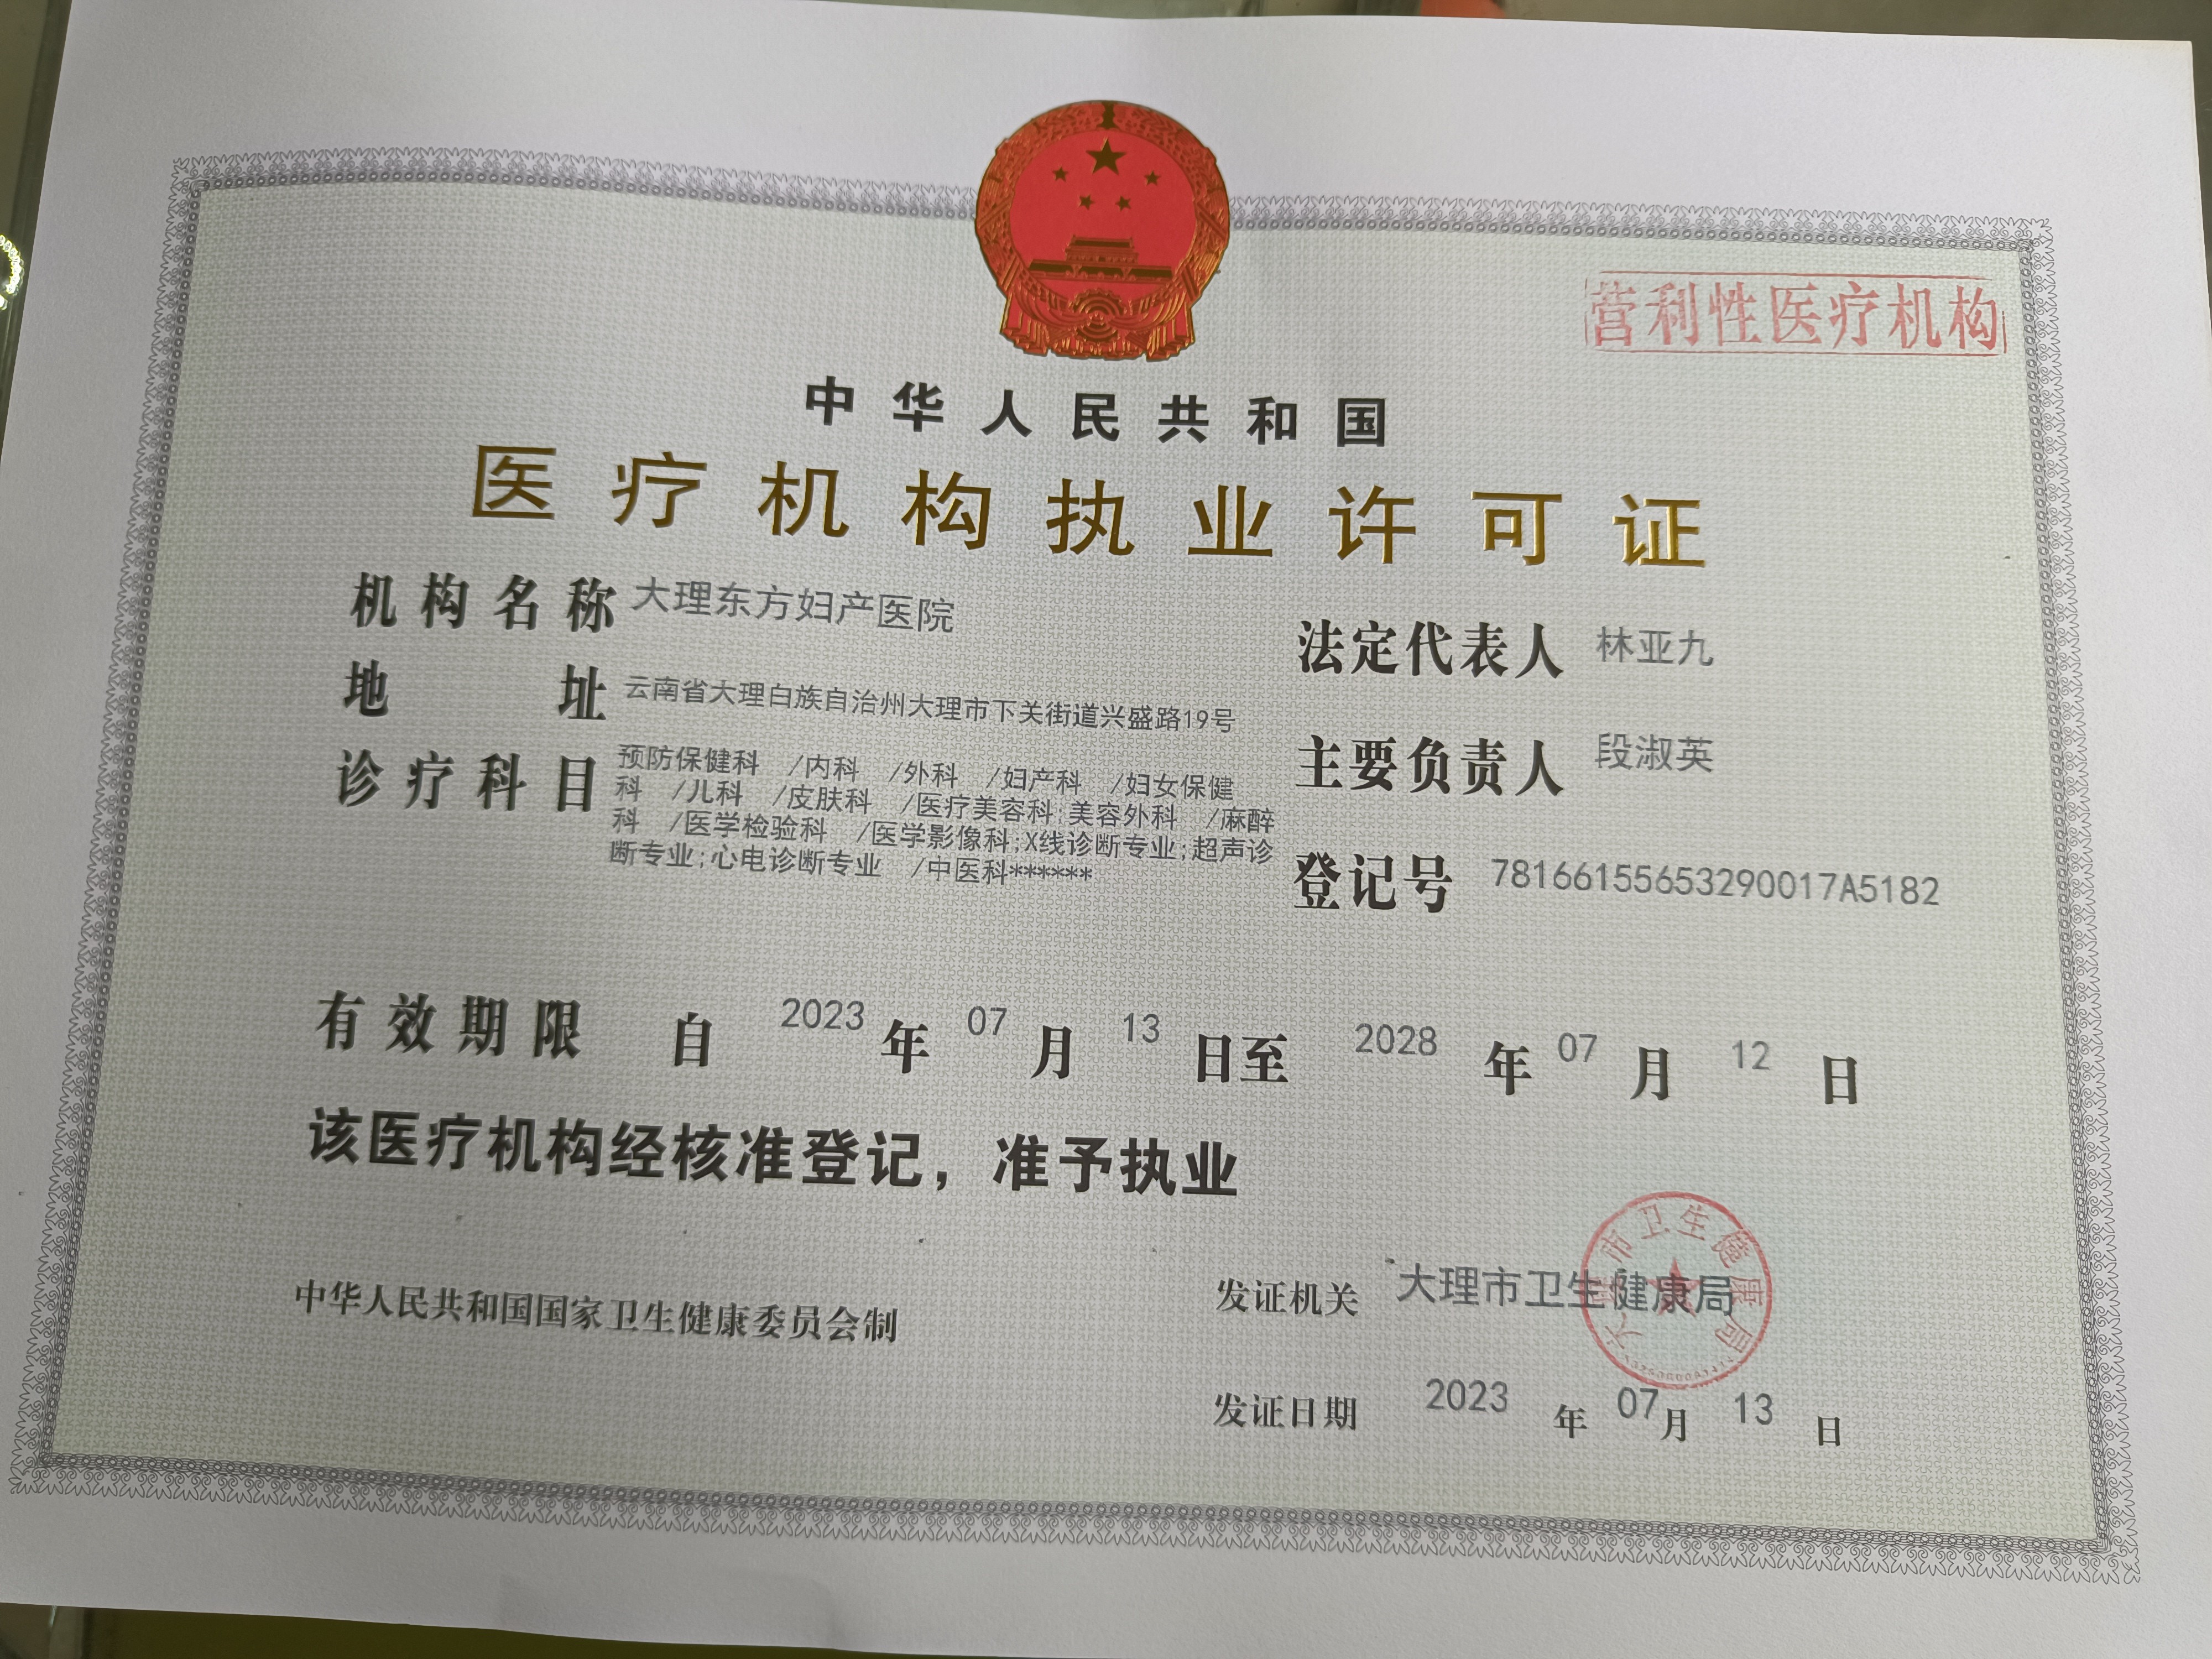 营利性医疗机构
中华人民共和国
医疗机构执业许可证
机构名称 大理东方妇产医院
法定代表人 林亚九
地址 云南省大理白族自治州大理市下关街道兴盛路19号
主要负责人 段淑英
诊疗科目 预防保健科 /内科 /外科 /妇产科 /妇女保健
科 /儿科 /皮肤科 /医疗美容科;美容外科 /麻醉
科 /医学检验科 /医学影像科;X线诊断专业;超声诊
断专业;心电诊断专业 /中医科******
登记号 78166155653290017A5182
有效期限 自 2023 年 07 月 13 日至 2028 年 07 月 12 日
该医疗机构经核准登记，准予执业
中华人民共和国国家卫生健康委员会制
发证机关 大理市卫生健康局
大理市卫生健康局
发证日期 2023 年 07 月 13 日